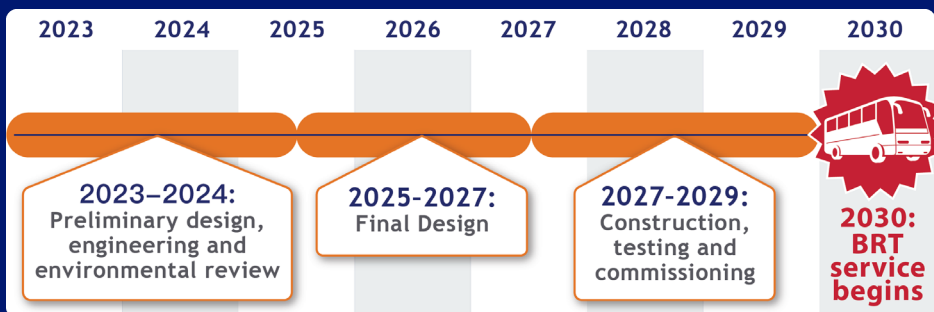 2023 2024 2025 2026 2027 2028 2029 2030
2023–2024:
Preliminary design,
engineering and
environmental review
2025-2027:
Final Design
2027-2029:
Construction,
testing and
commissioning
2030:
BRT
service
begins